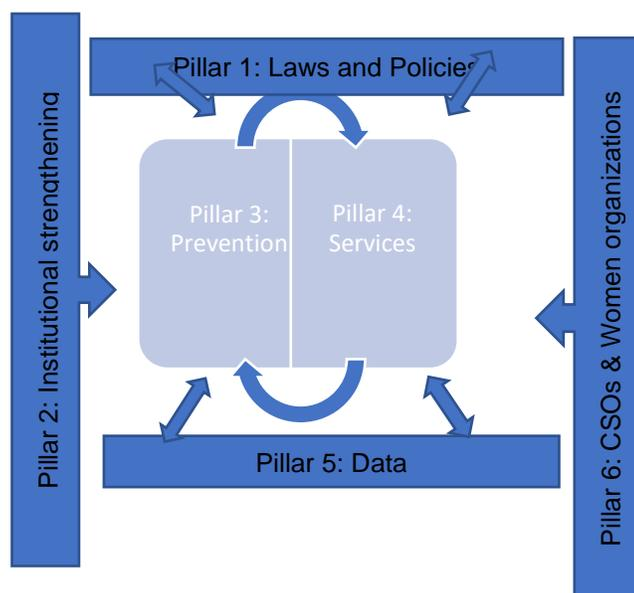 Pillar 1: Laws and Policies
Pillar 2: Institutional strengthening
Pillar 3:
Prevention
Pillar 4:
Services
Pillar 5: Data
Pillar 6: CSOs & Women organizations